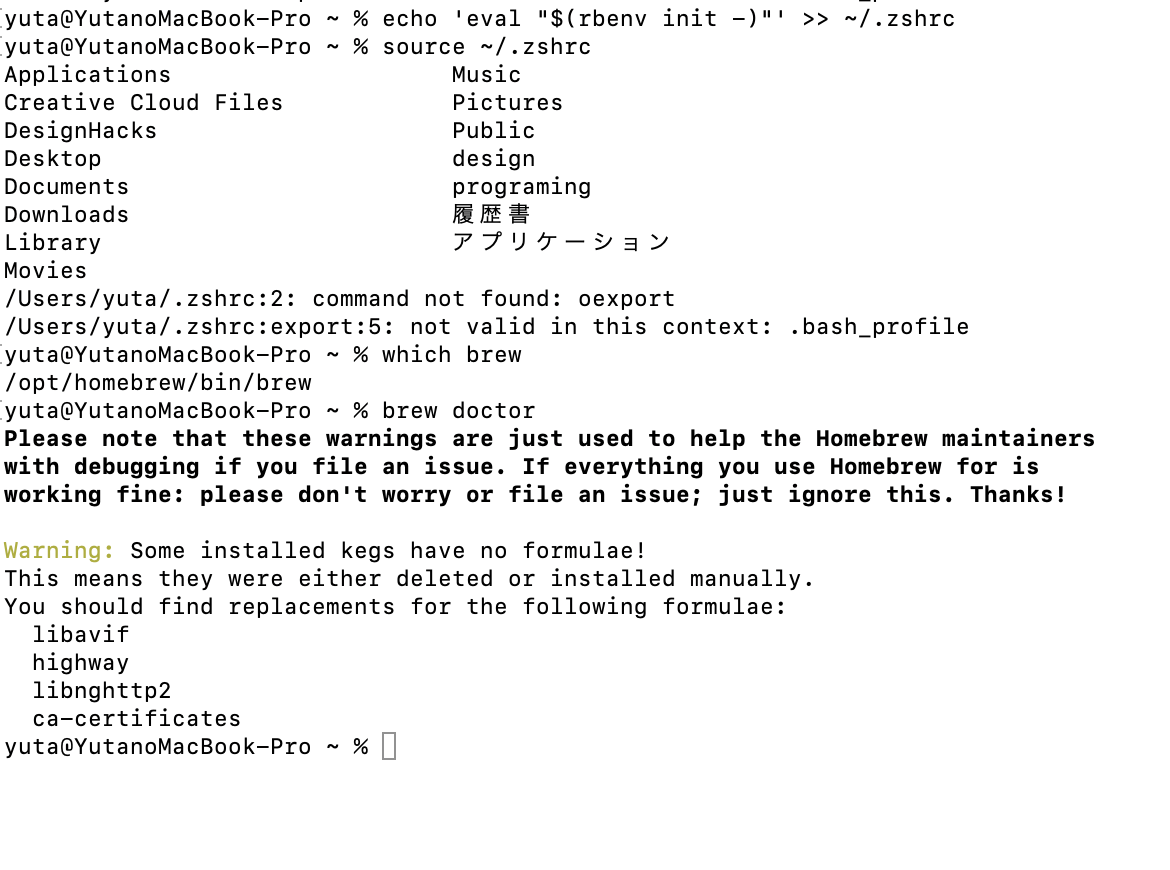 yuta@YutanoMacBook-Pro ~ % echo 'eval "$(rbenv init -)"' >> ~/.zshrc
yuta@YutanoMacBook-Pro ~ % source ~/.zshrc
Applications Music
Creative Cloud Files Pictures
DesignHacks Public
Desktop design
Documents programing
Downloads 履歴書
Library アプリケーション
Movies
/Users/yuta/.zshrc:2: command not found: oexport
/Users/yuta/.zshrc:export:5: not valid in this context: .bash_profile
yuta@YutanoMacBook-Pro ~ % which brew
/opt/homebrew/bin/brew
yuta@YutanoMacBook-Pro ~ % brew doctor
Please note that these warnings are just used to help the Homebrew maintainers
with debugging if you file an issue. If everything you use Homebrew for is
working fine: please don't worry or file an issue; just ignore this. Thanks!
Warning: Some installed kegs have no formulae!
This means they were either deleted or installed manually.
You should find replacements for the following formulae:
libavif
highway
libnghttp2
ca-certificates
yuta@YutanoMacBook-Pro ~ %